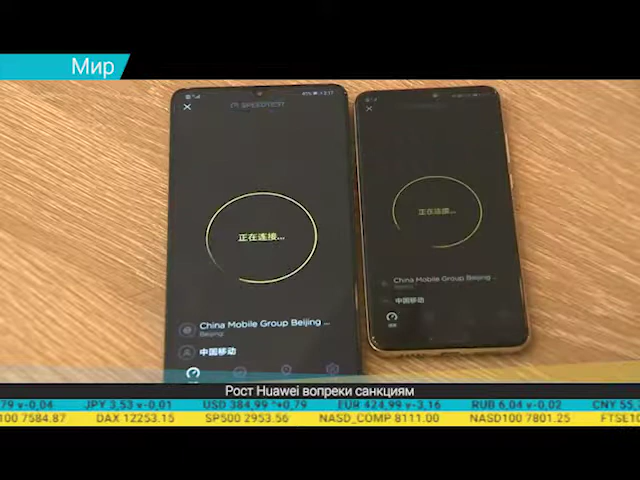 Мир
SPEEDTEST
正在连接...
正在连接...
China Mobile Group Beijing ...
Beijing
中国移动
China Mobile Group Beijing ...
中国移动
Рост Huawei вопреки санкциям
79 v-0,04 JPY 3,53 v-0,01 USD 384,99 ^+0,79 EUR 424,99 v-3,16 RUB 6,04 v-0,02 CNY 55,
100 7584.87 DAX 12253.15 SP500 2953.56 NASD_COMP 8111.00 NASD100 7801.25 FTSE10